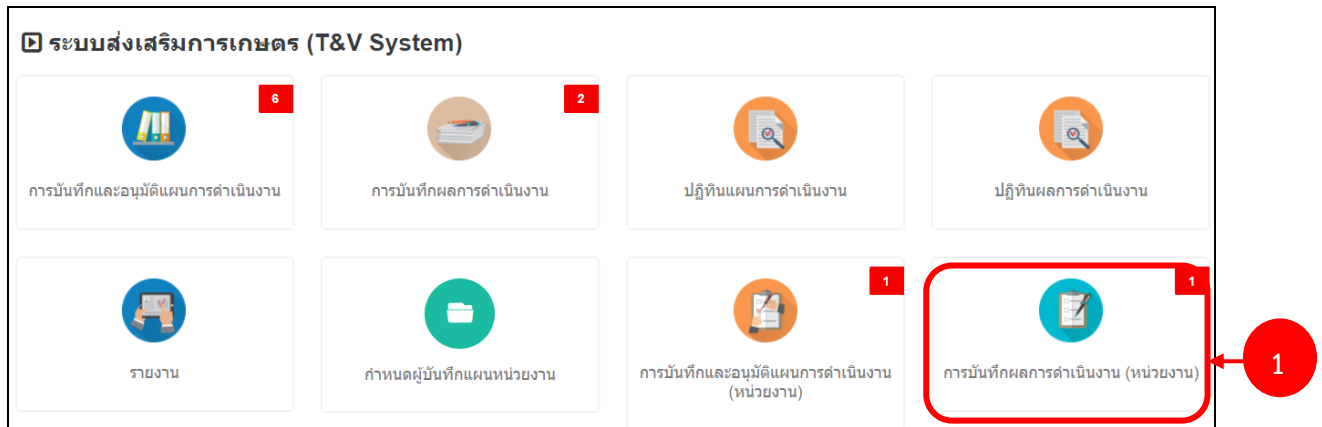 ระบบส่งเสริมการเกษตร (T&V System)
6
2
การบันทึกและอนุมัติแผนการดำเนินงาน
การบันทึกผลการดำเนินงาน
ปฏิทินแผนการดำเนินงาน
ปฏิทินผลการดำเนินงาน
1
1
รายงาน
กำหนดผู้บันทึกแผนหน่วยงาน
การบันทึกและอนุมัติแผนการดำเนินงาน
(หน่วยงาน)
การบันทึกผลการดำเนินงาน (หน่วยงาน)
1